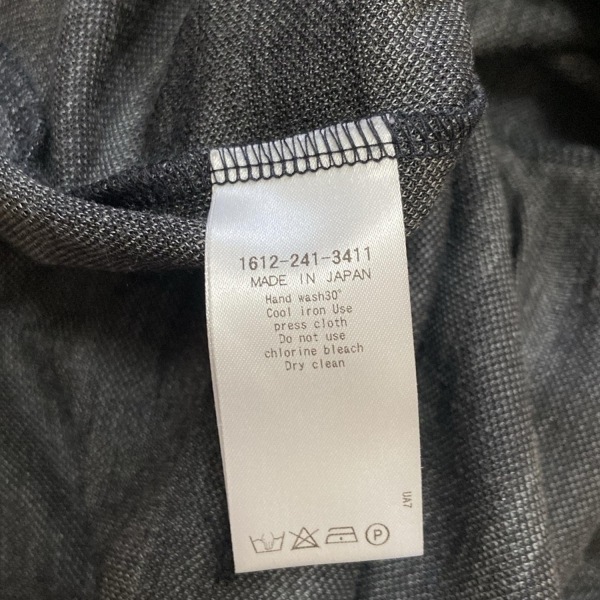 1612-241-3411
MADE IN JAPAN
Hand wash30°
Cool iron Use
press cloth
Do not use
chlorine bleach
Dry clean
UA7
P